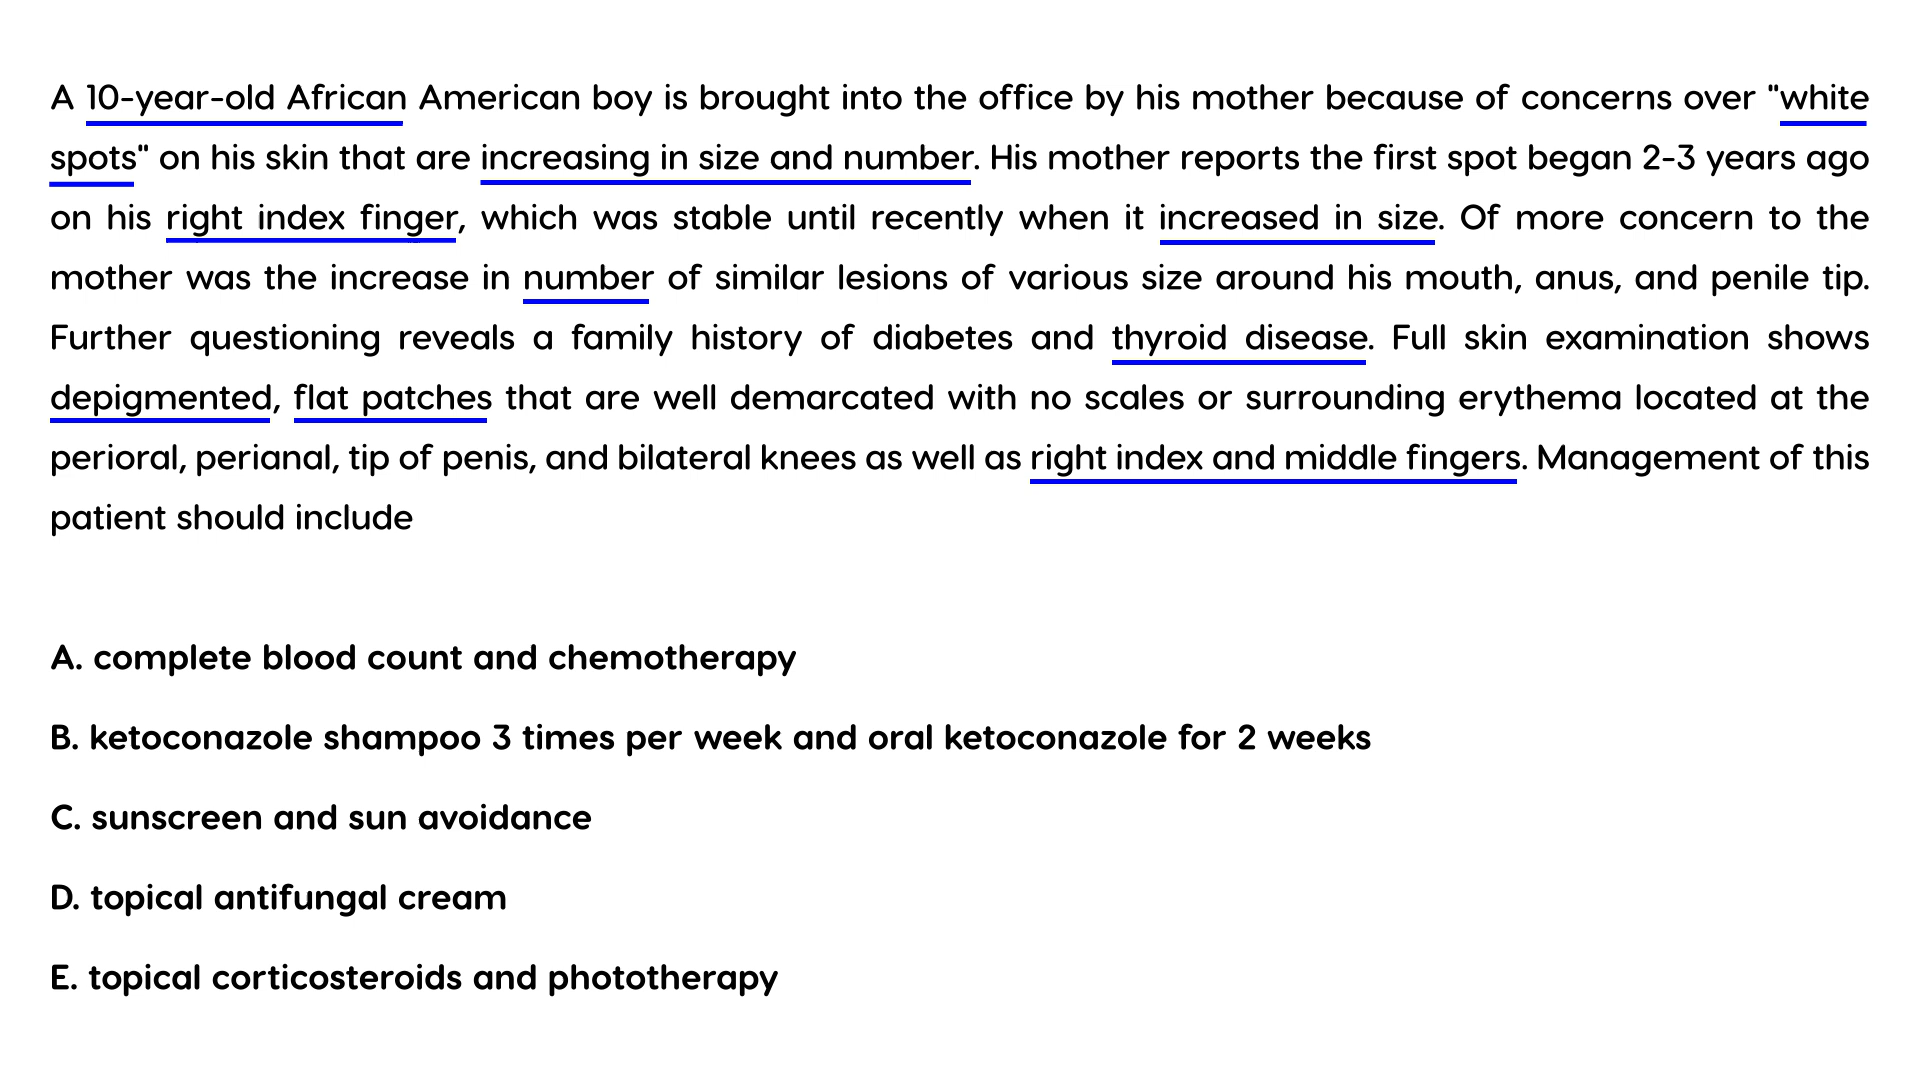 A 10-year-old African American boy is brought into the office by his mother because of concerns over "white
spots" on his skin that are increasing in size and number. His mother reports the first spot began 2-3 years ago
on his right index finger, which was stable until recently when it increased in size. Of more concern to the
mother was the increase in number of similar lesions of various size around his mouth, anus, and penile tip.
Further questioning reveals a family history of diabetes and thyroid disease. Full skin examination shows
depigmented, flat patches that are well demarcated with no scales or surrounding erythema located at the
perioral, perianal, tip of penis, and bilateral knees as well as right index and middle fingers. Management of this
patient should include
A. complete blood count and chemotherapy
B. ketoconazole shampoo 3 times per week and oral ketoconazole for 2 weeks
C. sunscreen and sun avoidance
D. topical antifungal cream
E. topical corticosteroids and phototherapy